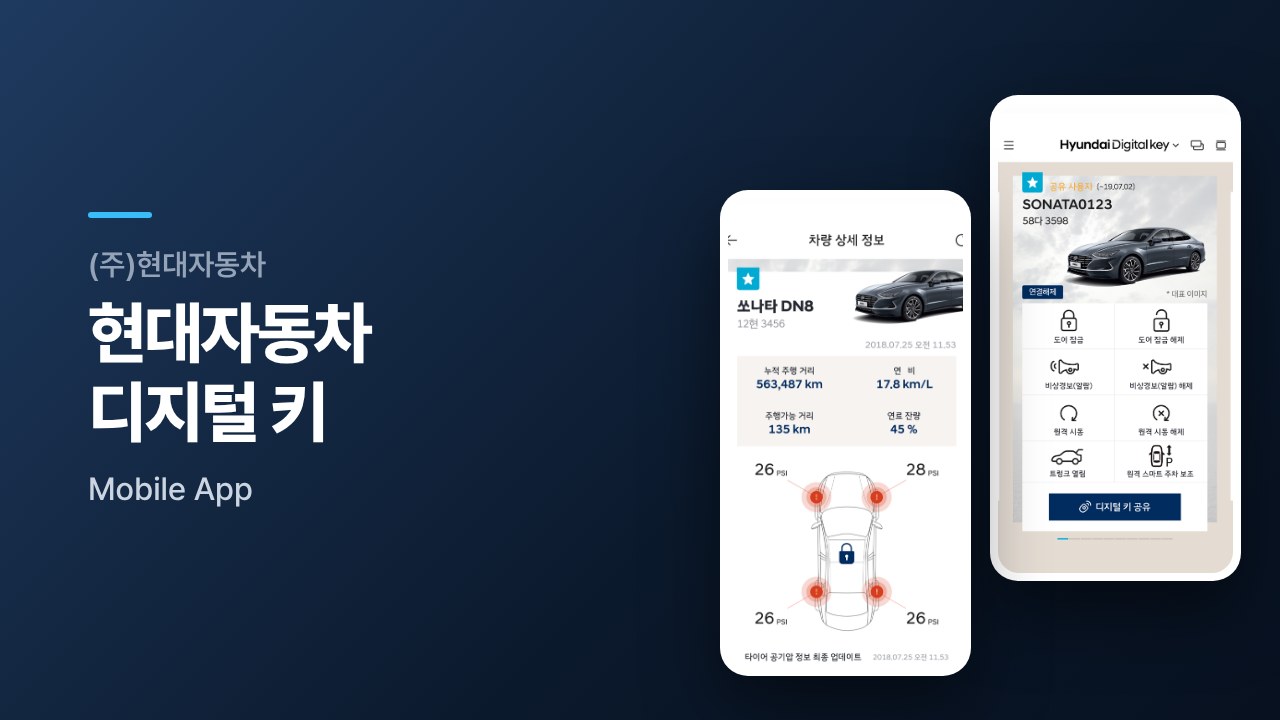 (주)현대자동차
현대자동차
디지털 키
Mobile App
차량 상세 정보
쏘나타 DN8
12현 3456
2018.07.25 오전 11.53
누적 주행 거리
563,487 km
연 비
17.8 km/L
주행가능 거리
135 km
연료 잔량
45 %
26 PSI
28 PSI
26 PSI
26 PSI
타이어 공기압 정보 최종 업데이트 2018.07.25 오전 11.53
Hyundai Digital key
공유 사용자 (~19.07.02)
SONATA0123
58다 3598
연결해제
* 대표 이미지
도어 잠금
도어 잠금 해제
비상경보(알람)
비상경보(알람) 해제
원격 시동
원격 시동 해제
트렁크 열림
P
원격 스마트 주차 보조
디지털 키 공유